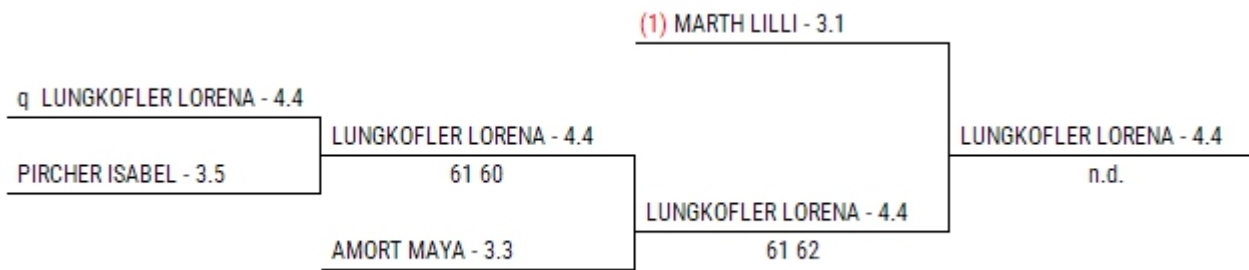 (1) MARTH LILLI - 3.1
q LUNGKOFLER LORENA - 4.4
LUNGKOFLER LORENA - 4.4
LUNGKOFLER LORENA - 4.4
PIRCHER ISABEL - 3.5
61 60
n.d.
LUNGKOFLER LORENA - 4.4
AMORT MAYA - 3.3
61 62